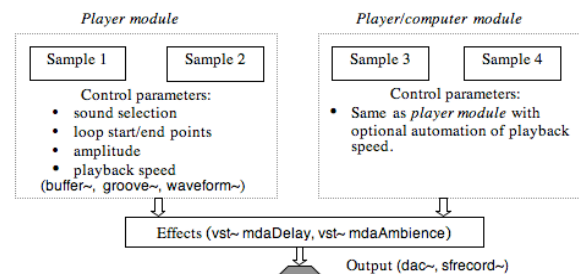 Player module
Sample 1
Sample 2
Control parameters:
• sound selection
• loop start/end points
• amplitude
• playback speed
(buffer~, groove~, waveform~)
Player/computer module
Sample 3
Sample 4
Control parameters:
• Same as player module with
optional automation of playback
speed.
Effects (vst~ mdaDelay, vst~ mdaAmbience)
Output (dac~, sfrecord~)